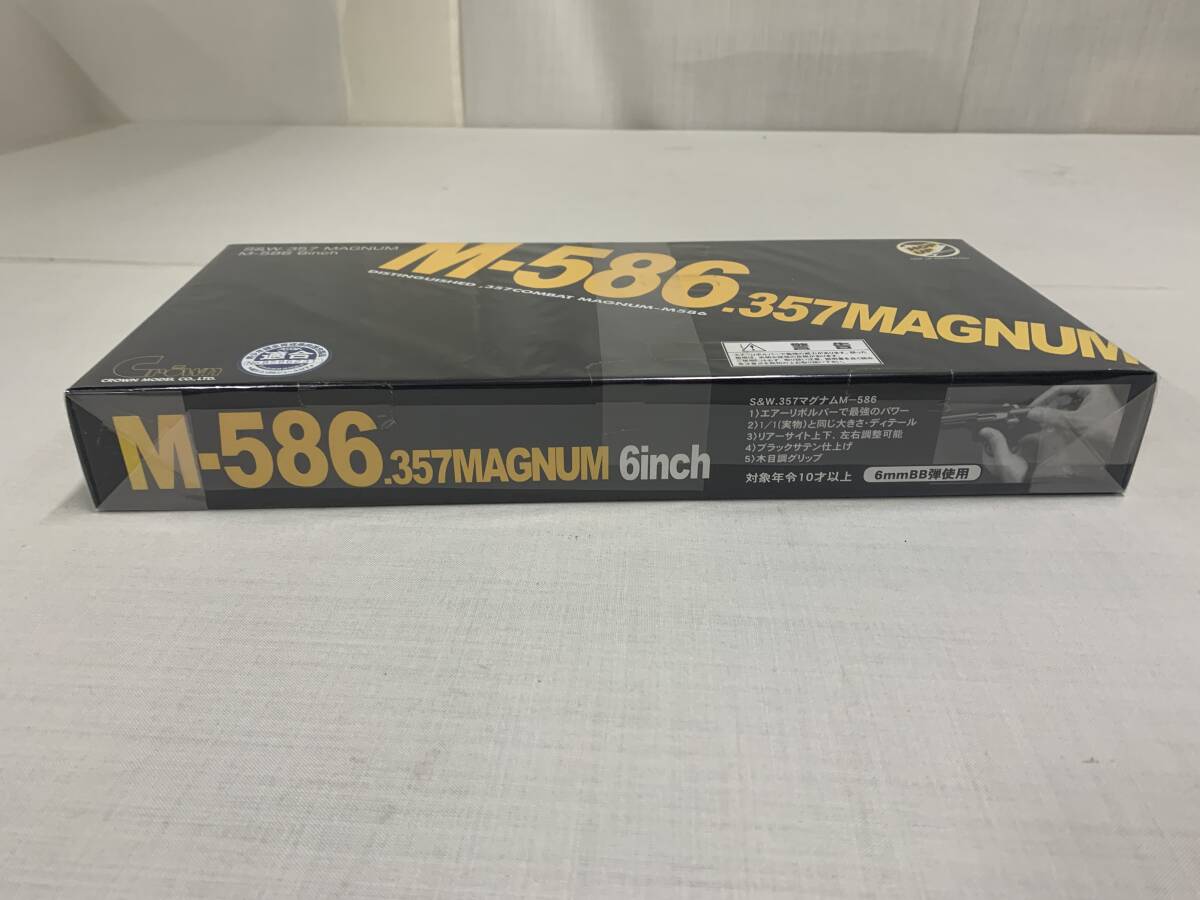 S&W.357 MAGNUM
M-586 6inch
M-586.357MAGNUM
DISTINGUISHED .357COMBAT MAGNUM-M586
警告
Crown
CROWN MODEL CO.,LTD.
適合
M-586.357MAGNUM 6inch
S&W.357マグナムM-586
1)エアーリボルバーで最強のパワー
2)1/1(実物)と同じ大きさ・ディテール
3)リアーサイト上下、左右調整可能
4)ブラックサテン仕上げ
5)木目調グリップ
対象年令10才以上
6mmBB弾使用